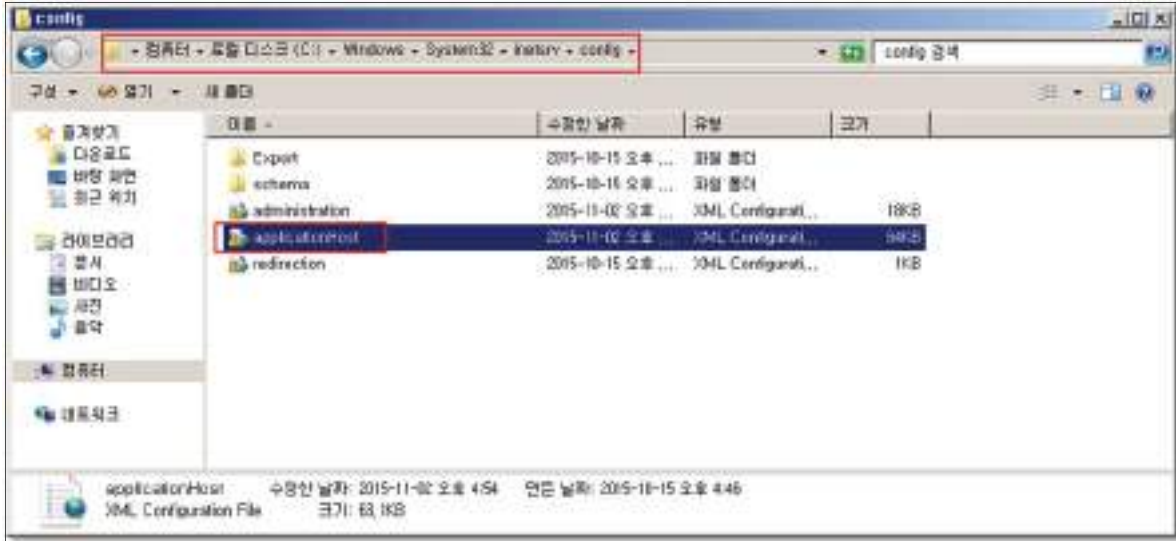 config
컴퓨터 로컬 디스크 (C:) Windows System32 inetsrv config
config 검색
구성 열기 새 폴더
이름 수정한 날짜 유형 크기
즐겨찾기
다운로드
바탕 화면
최근 위치
라이브러리
문서
비디오
사진
음악
컴퓨터
네트워크
Export 2015-10-15 오후 ... 파일 폴더
schema 2015-10-15 오후 ... 파일 폴더
administration 2015-11-02 오후 ... XML Configurati... 18KB
applicationHost 2015-11-02 오후 ... XML Configurati... 64KB
redirection 2015-10-15 오후 ... XML Configurati... 1KB
applicationHost 수정한 날짜: 2015-11-02 오후 4:54 만든 날짜: 2015-10-15 오후 4:46
XML Configuration File 크기: 63,1KB